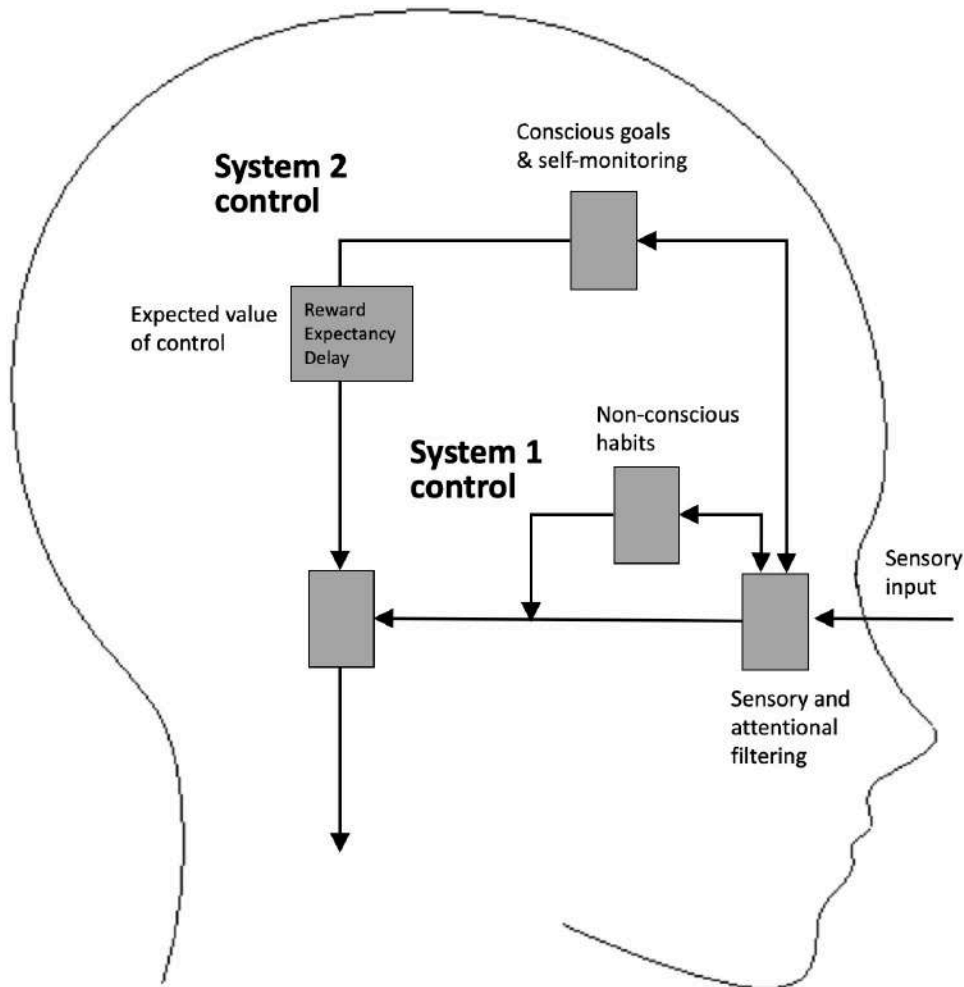 Conscious goals
& self-monitoring
System 2
control
Expected value
of control
Reward
Expectancy
Delay
Non-conscious
habits
System 1
control
Sensory
input
Sensory and
attentional
filtering